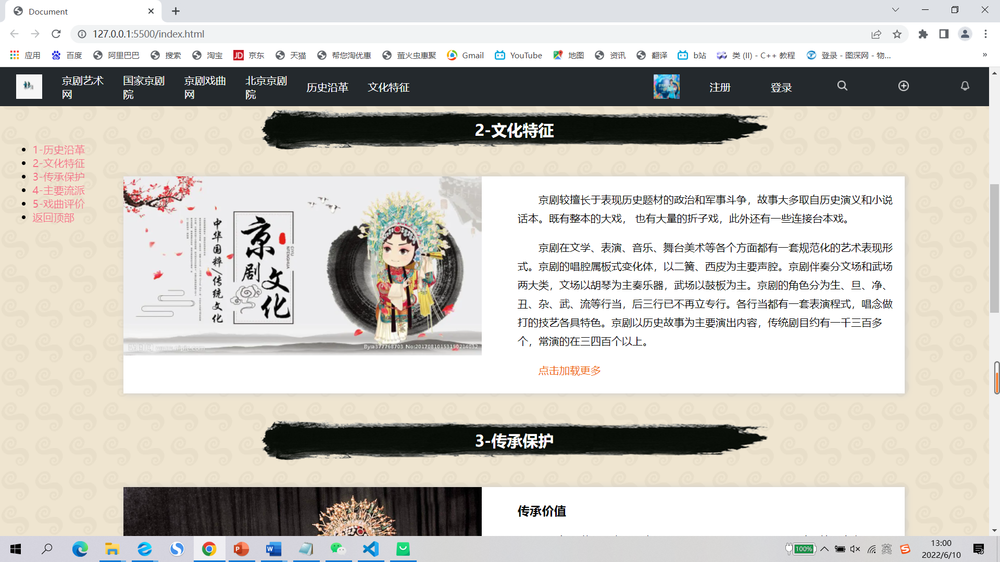 Document
127.0.0.1:5500/index.html
应用
百度
阿里巴巴
搜索
淘宝
JD
京东
天猫
帮您淘优惠
萤火虫惠聚
Gmail
YouTube
地图
资讯
翻译
b站
类 (II) - C++ 教程
登录 - 图深网 - 物...
»
京剧艺术
网
国家京剧
院
京剧戏曲
网
北京京剧
院
历史沿革
文化特征
注册
登录
2-文化特征
1-历史沿革
2-文化特征
3-传承保护
4-主要流派
5-戏曲评价
返回顶部
中华国粹/传统文化
京剧
文化
CIYU
NFENGHUA
www.nipic.com
By:a377768703 No:20170810153150214032
京剧较擅长于表现历史题材的政治和军事斗争，故事大多取自历史演义和小说
话本。既有整本的大戏， 也有大量的折子戏，此外还有一些连接台本戏。
京剧在文学、表演、音乐、舞台美术等各个方面都有一套规范化的艺术表现形
式。京剧的唱腔属板式变化体，以二簧、西皮为主要声腔。京剧伴奏分文场和武场
两大类，文场以胡琴为主奏乐器，武场以鼓板为主。京剧的角色分为生、旦、净、
丑、杂、武、流等行当，后三行已不再立专行。各行当都有一套表演程式，唱念做
打的技艺各具特色。京剧以历史故事为主要演出内容，传统剧目约有一千三百多
个，常演的在三四百个以上。
点击加载更多
3-传承保护
传承价值
100%
英
13:00
2022/6/10